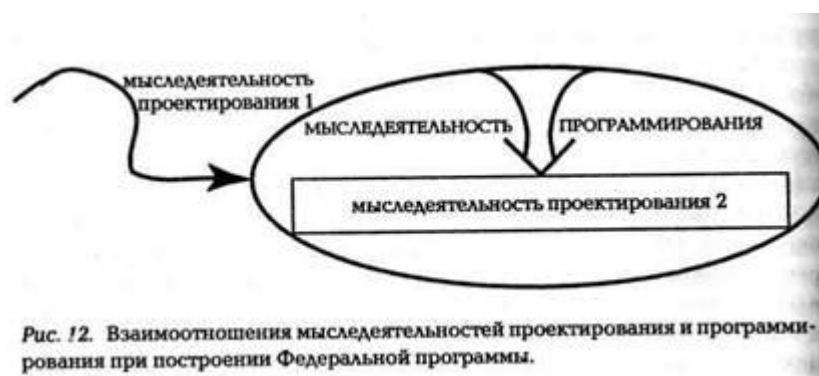 мыследеятельность
проектирования 1
МЫСЛЕДЕЯТЕЛЬНОСТЬ ПРОГРАММИРОВАНИЯ
мыследеятельность проектирования 2
Рис. 12. Взаимоотношения мыследеятельностей проектирования и программи-
рования при построении Федеральной программы.